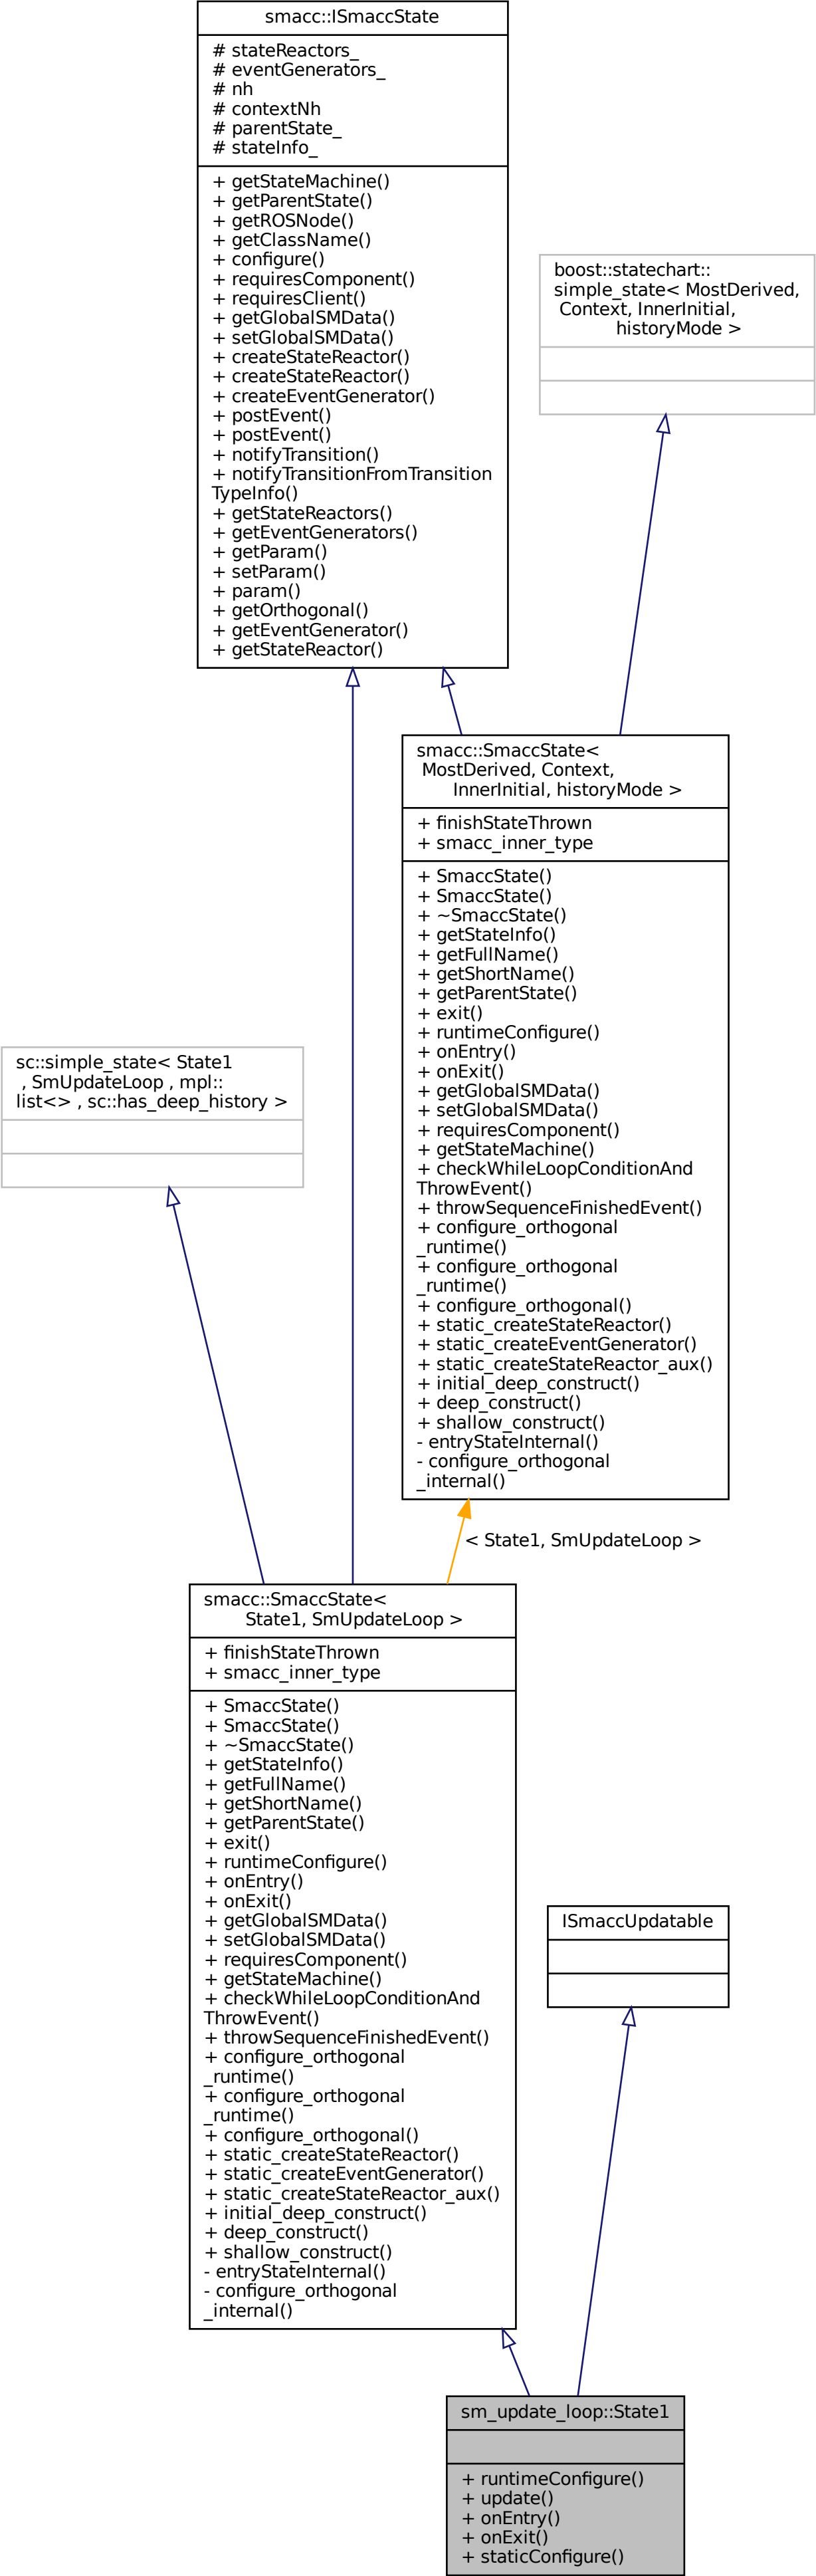 smacc::ISmaccState
# stateReactors_
# eventGenerators_
# nh
# contextNh
# parentState_
# stateInfo_
+ getStateMachine()
+ getParentState()
+ getROSNode()
+ getClassName()
+ configure()
+ requiresComponent()
+ requiresClient()
+ getGlobalSMData()
+ setGlobalSMData()
+ createStateReactor()
+ createStateReactor()
+ createEventGenerator()
+ postEvent()
+ postEvent()
+ notifyTransition()
+ notifyTransitionFromTransition
TypeInfo()
+ getStateReactors()
+ getEventGenerators()
+ getParam()
+ setParam()
+ param()
+ getOrthogonal()
+ getEventGenerator()
+ getStateReactor()
boost::statechart::
simple_state< MostDerived,
Context, InnerInitial,
historyMode >
smacc::SmaccState<
MostDerived, Context,
InnerInitial, historyMode >
+ finishStateThrown
+ smacc_inner_type
+ SmaccState()
+ SmaccState()
+ ~SmaccState()
+ getStateInfo()
+ getFullName()
+ getShortName()
+ getParentState()
+ exit()
+ runtimeConfigure()
+ onEntry()
+ onExit()
+ getGlobalSMData()
+ setGlobalSMData()
+ requiresComponent()
+ getStateMachine()
+ checkWhileLoopConditionAnd
ThrowEvent()
+ throwSequenceFinishedEvent()
+ configure_orthogonal
_runtime()
+ configure_orthogonal
_runtime()
+ configure_orthogonal()
+ static_createStateReactor()
+ static_createEventGenerator()
+ static_createStateReactor_aux()
+ initial_deep_construct()
+ deep_construct()
+ shallow_construct()
- entryStateInternal()
- configure_orthogonal
_internal()
sc::simple_state< State1
, SmUpdateLoop , mpl::
list<> , sc::has_deep_history >
< State1, SmUpdateLoop >
smacc::SmaccState<
State1, SmUpdateLoop >
+ finishStateThrown
+ smacc_inner_type
+ SmaccState()
+ SmaccState()
+ ~SmaccState()
+ getStateInfo()
+ getFullName()
+ getShortName()
+ getParentState()
+ exit()
+ runtimeConfigure()
+ onEntry()
+ onExit()
+ getGlobalSMData()
+ setGlobalSMData()
+ requiresComponent()
+ getStateMachine()
+ checkWhileLoopConditionAnd
ThrowEvent()
+ throwSequenceFinishedEvent()
+ configure_orthogonal
_runtime()
+ configure_orthogonal
_runtime()
+ configure_orthogonal()
+ static_createStateReactor()
+ static_createEventGenerator()
+ static_createStateReactor_aux()
+ initial_deep_construct()
+ deep_construct()
+ shallow_construct()
- entryStateInternal()
- configure_orthogonal
_internal()
ISmaccUpdatable
sm_update_loop::State1
+ runtimeConfigure()
+ update()
+ onEntry()
+ onExit()
+ staticConfigure()